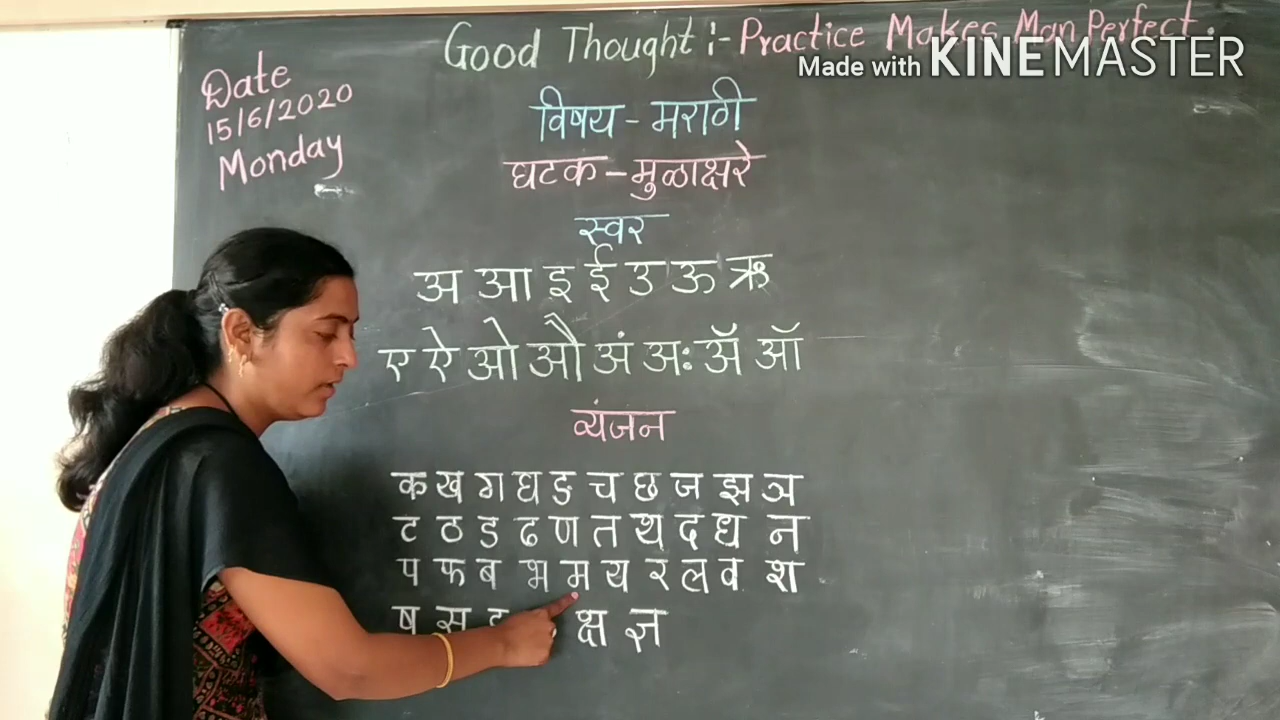 Good Thought :- Practice Makes Man Perfect.
Made with KINEMASTER
Date
15/6/2020
Monday
विषय - मराठी
घटक - मुळाक्षरे
स्वर
अ आ इ ई उ ऊ ऋ
ए ऐ ओ औ अं अः ॲ ऑ
व्यंजन
क ख ग घ ङ च छ ज झ ञ
ट ठ ड ढ ण त थ द ध न
प फ ब भ म य र ल व श
ष स क्ष ज्ञ